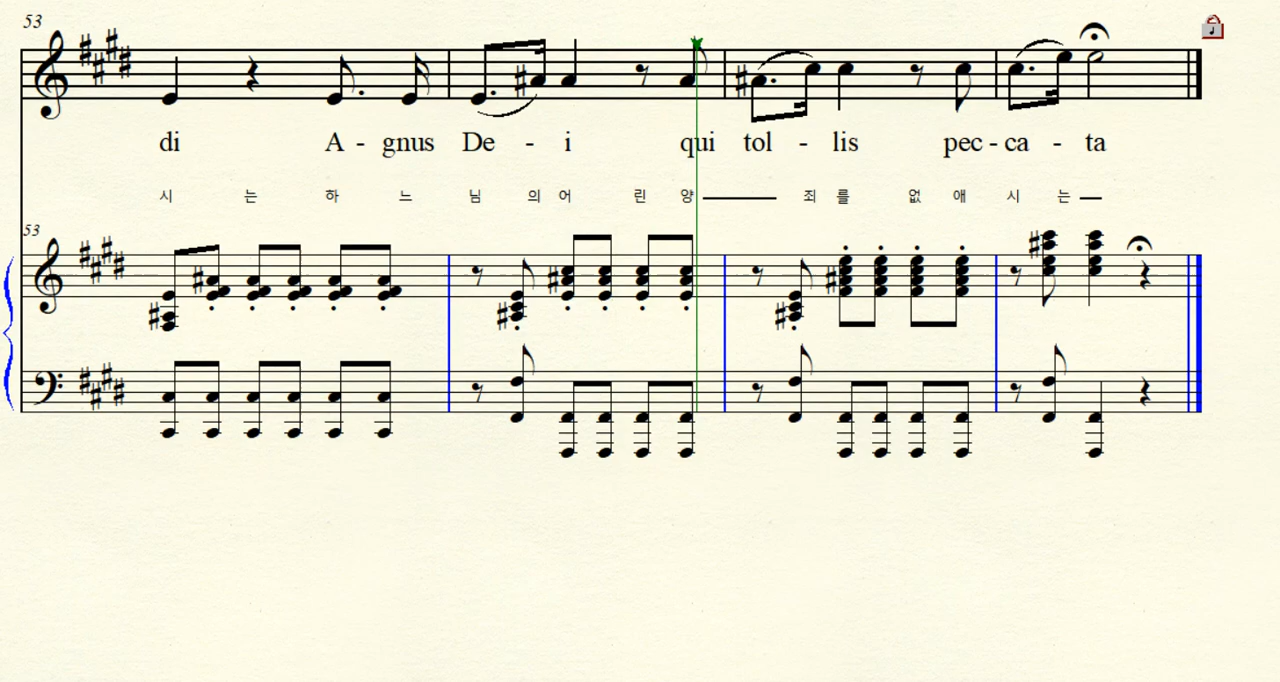 53
di A - gnus De - i qui tol - lis pec - ca - ta
시 는 하 느 님 의 어 린 양 죄 를 없 애 시 는
53